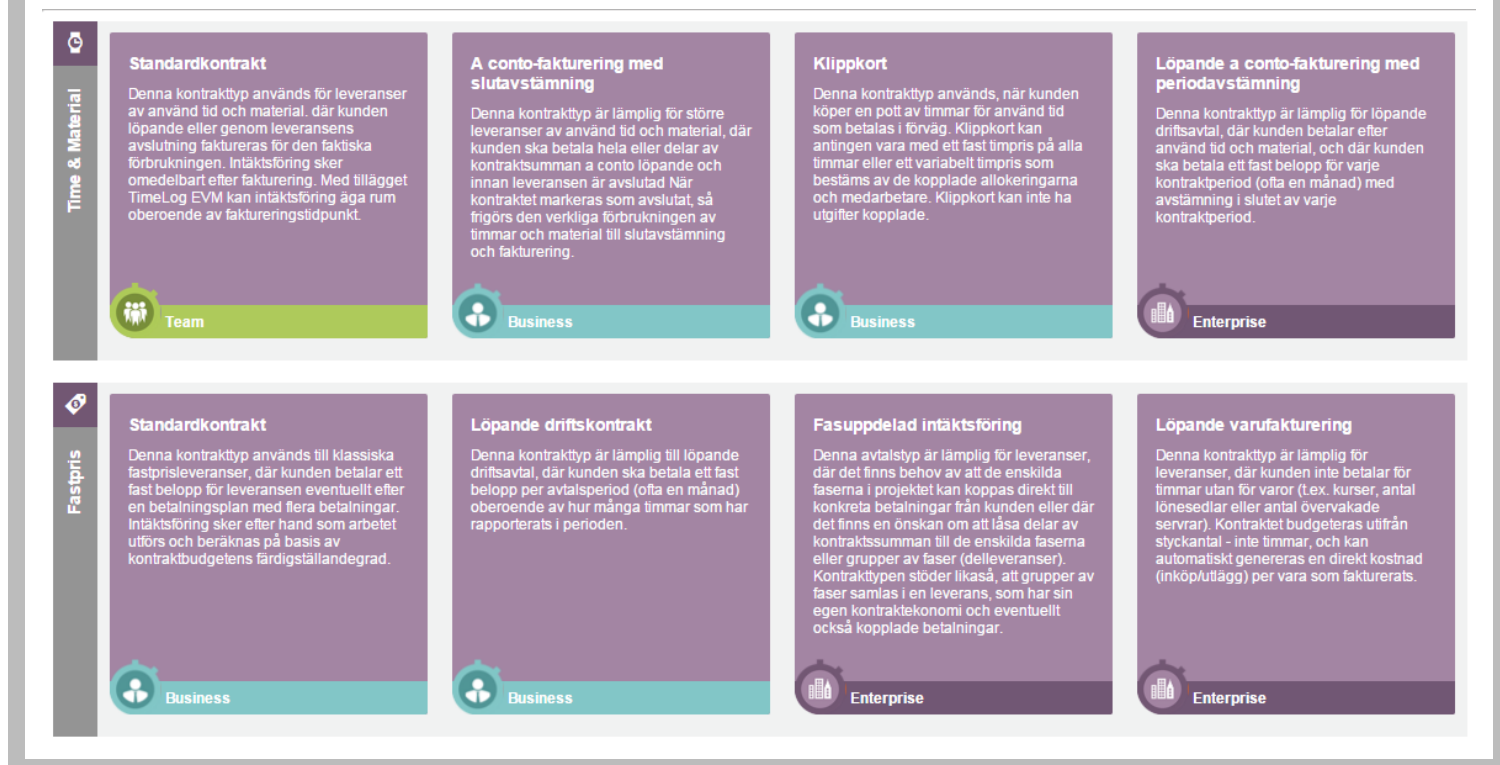 Time & Material
Standardkontrakt
Denna kontrakttyp används för leveranser
av använd tid och material. där kunden
löpande eller genom leveransens
avslutning faktureras för den faktiska
förbrukningen. Intäktsföring sker
omedelbart efter fakturering. Med tillägget
TimeLog EVM kan intäktsföring äga rum
oberoende av faktureringstidpunkt.
Team
A conto-fakturering med
slutavstämning
Denna kontrakttyp är lämplig för större
leveranser av använd tid och material, där
kunden ska betala hela eller delar av
kontraktsumman a conto löpande och
innan leveransen är avslutad När
kontraktet markeras som avslutat, så
frigörs den verkliga förbrukningen av
timmar och material till slutavstämning
och fakturering.
Business
Klippkort
Denna kontrakttyp används, när kunden
köper en pott av timmar för använd tid
som betalas i förväg. Klippkort kan
antingen vara med ett fast timpris på alla
timmar eller ett variabelt timpris som
bestäms av de kopplade allokeringarna
och medarbetare. Klippkort kan inte ha
utgifter kopplade.
Business
Löpande a conto-fakturering med
periodavstämning
Denna kontrakttyp är lämplig för löpande
driftsavtal, där kunden betalar efter
använd tid och material, och där kunden
ska betala ett fast belopp för varje
kontraktperiod (ofta en månad) med
avstämning i slutet av varje
kontraktperiod.
Enterprise
Fastpris
Standardkontrakt
Denna kontrakttyp används till klassiska
fastprisleveranser, där kunden betalar ett
fast belopp för leveransen eventuellt efter
en betalningsplan med flera betalningar.
Intäktsföring sker efter hand som arbetet
utförs och beräknas på basis av
kontraktbudgetens färdigställandegrad.
Business
Löpande driftskontrakt
Denna kontrakttyp är lämplig till löpande
driftsavtal, där kunden ska betala ett fast
belopp per avtalsperiod (ofta en månad)
oberoende av hur många timmar som har
rapporterats i perioden.
Business
Fasuppdelad intäktsföring
Denna avtalstyp är lämplig för leveranser,
där det finns behov av att de enskilda
faserna i projektet kan koppas direkt till
konkreta betalningar från kunden eller där
det finns en önskan om att låsa delar av
kontraktssumman till de enskilda faserna
eller grupper av faser (delleveranser).
Kontrakttypen stöder likaså, att grupper av
faser samlas i en leverans, som har sin
egen kontraktekonomi och eventuellt
också kopplade betalningar.
Enterprise
Löpande varufakturering
Denna kontrakttyp är lämplig för
leveranser, där kunden inte betalar för
timmar utan för varor (t.ex. kurser, antal
lönesedlar eller antal övervakade
servrar). Kontraktet budgeteras utifrån
styckantal - inte timmar, och kan
automatiskt genereras en direkt kostnad
(inköp/utlägg) per vara som fakturerats.
Enterprise